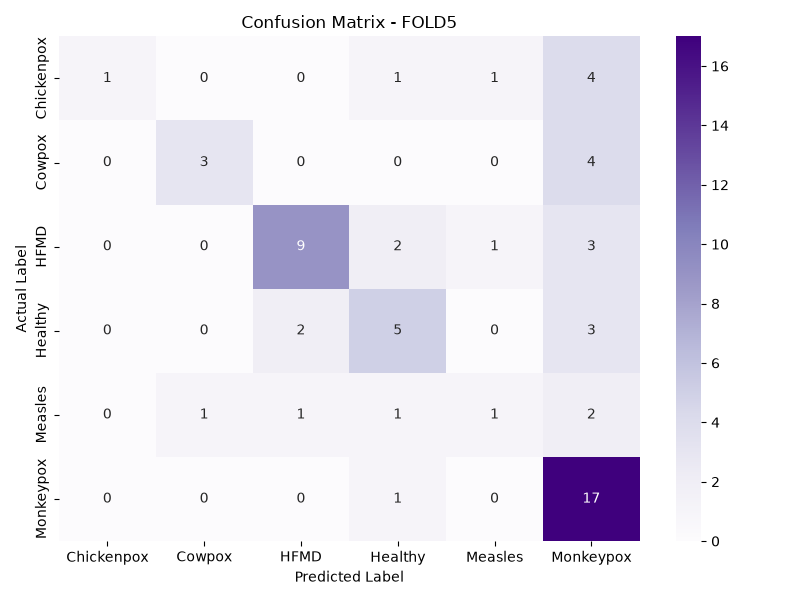 Confusion Matrix - FOLD5
Actual Label
Chickenpox 1 0 0 1 1 4
Cowpox 0 3 0 0 0 4
HFMD 0 0 9 2 1 3
Healthy 0 0 2 5 0 3
Measles 0 1 1 1 1 2
Monkeypox 0 0 0 1 0 17
Chickenpox Cowpox HFMD Healthy Measles Monkeypox
Predicted Label
16
14
12
10
8
6
4
2
0